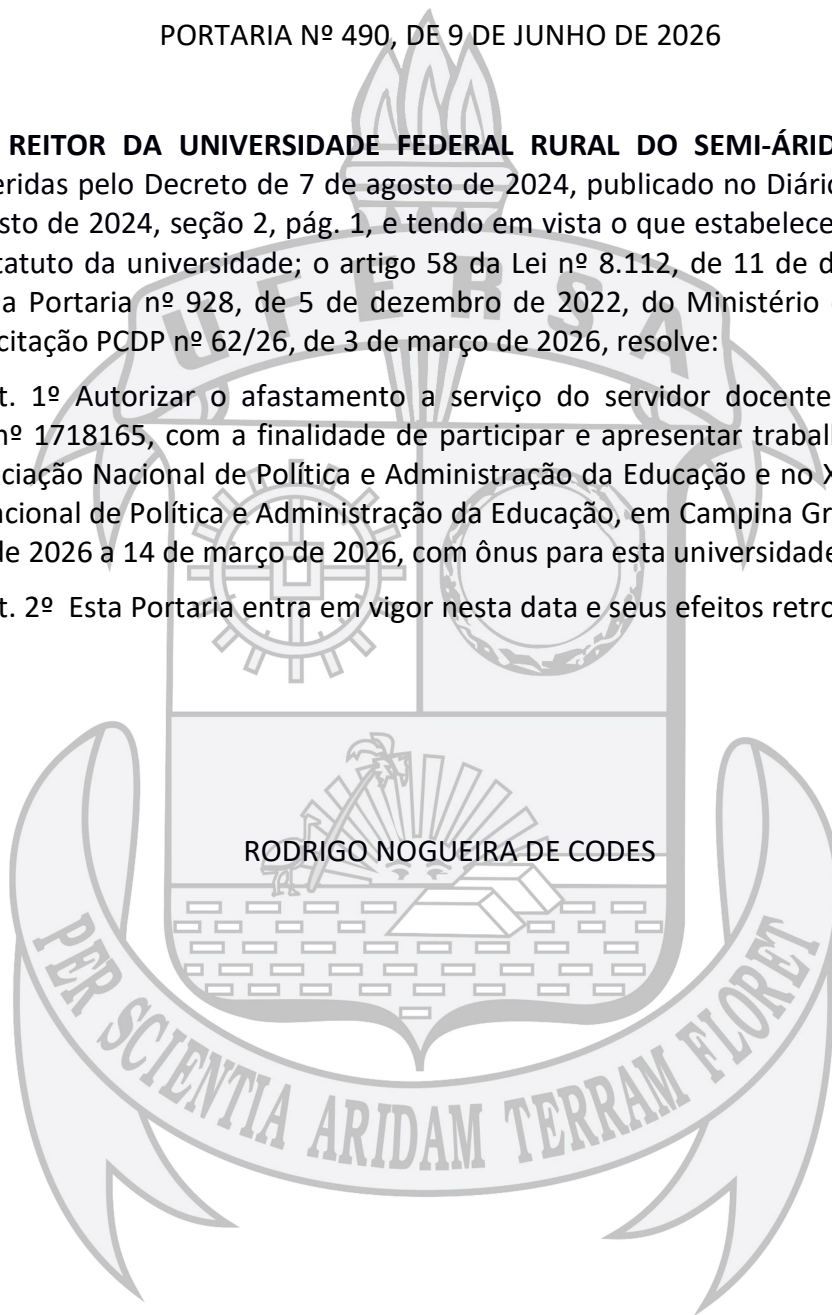 PORTARIA Nº 490, DE 9 DE JUNHO DE 2026
REITOR DA UNIVERSIDADE FEDERAL RURAL DO SEMI-ÁRID
eridas pelo Decreto de 7 de agosto de 2024, publicado no Diário
sto de 2024, seção 2, pág. 1, e tendo em vista o que estabelece
tatuto da universidade; o artigo 58 da Lei nº 8.112, de 11 de d
a Portaria nº 928, de 5 de dezembro de 2022, do Ministério
citação PCDP nº 62/26, de 3 de março de 2026, resolve:
t. 1º Autorizar o afastamento a serviço do servidor docente
nº 1718165, com a finalidade de participar e apresentar trabal
ciação Nacional de Política e Administração da Educação e no X
acional de Política e Administração da Educação, em Campina Gr
de 2026 a 14 de março de 2026, com ônus para esta universidade
t. 2º Esta Portaria entra em vigor nesta data e seus efeitos retro
RODRIGO NOGUEIRA DE CODES
UFERSA
PER SCIENTIA ARIDAM TERRAM FLORET